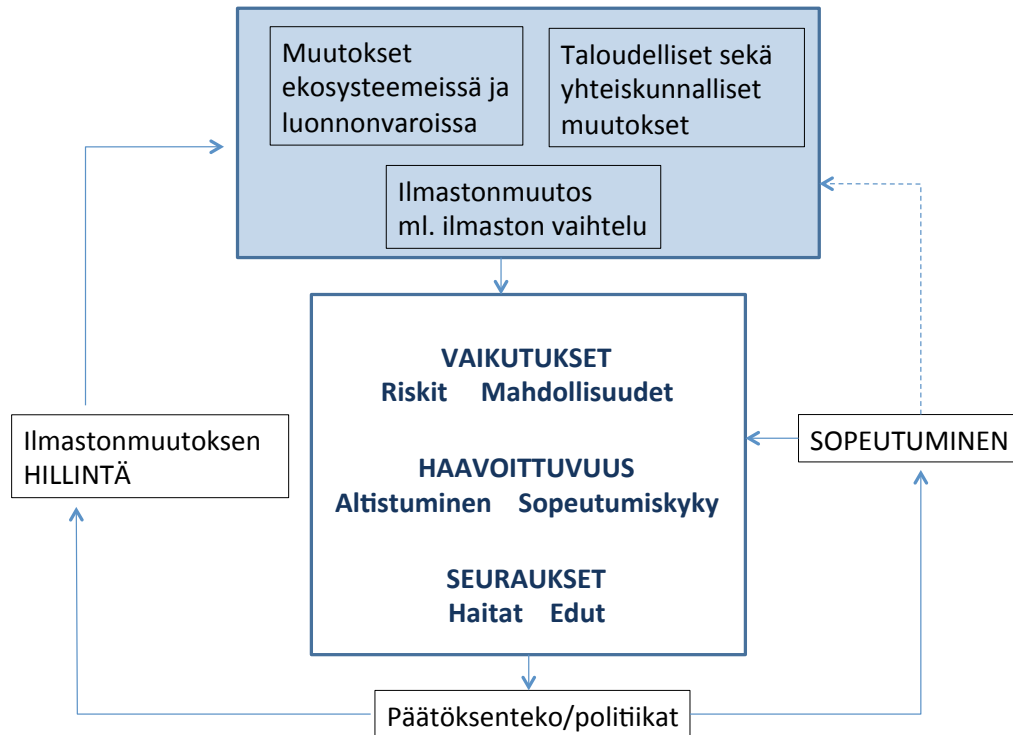 Muutokset
ekosysteemeissä ja
luonnonvaroissa
Taloudelliset sekä
yhteiskunnalliset
muutokset
Ilmastonmuutos
ml. ilmaston vaihtelu
VAIKUTUKSET
Riskit Mahdollisuudet
HAAVOITTUVUUS
Altistuminen Sopeutumiskyky
SEURAUKSET
Haitat Edut
Ilmastonmuutoksen
HILLINTÄ
SOPEUTUMINEN
Päätöksenteko/politiikat